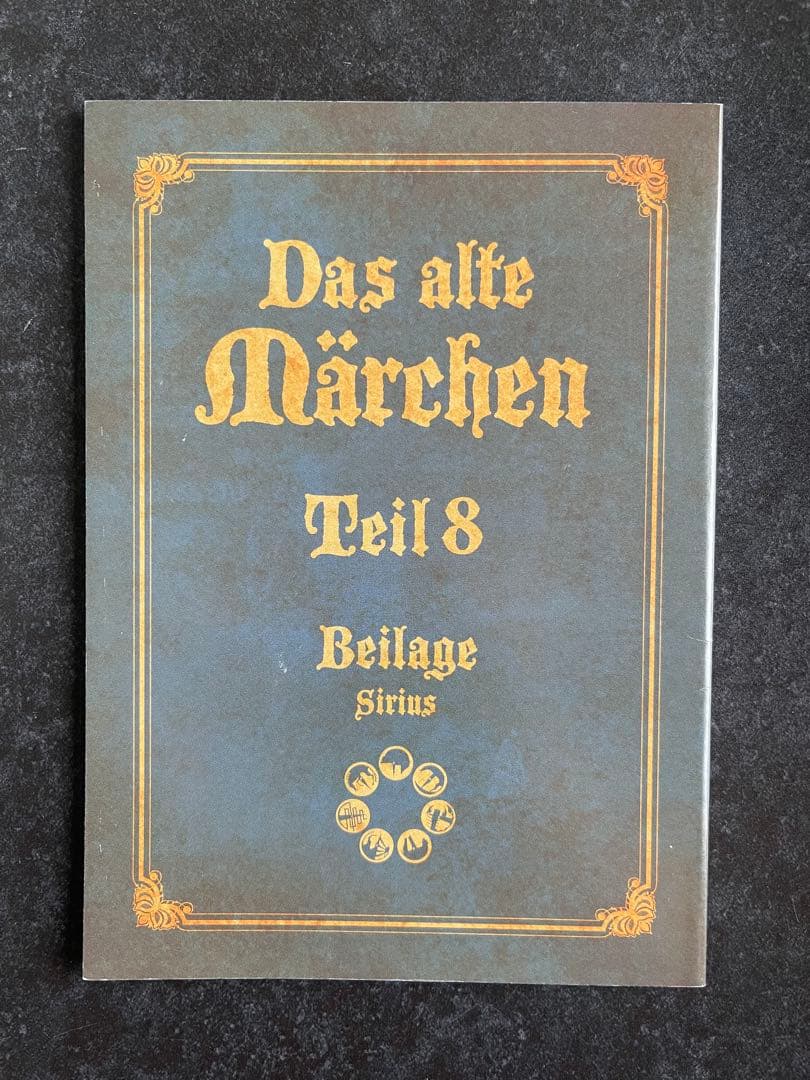 Das alte
Märchen
Teil 8
Beilage
Sirius